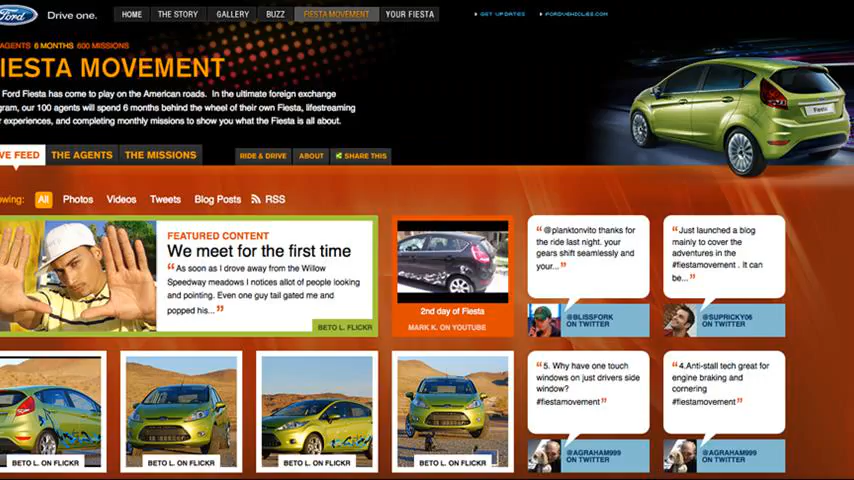 Ford Drive one.
HOME THE STORY GALLERY BUZZ FIESTA MOVEMENT YOUR FIESTA
GET UPDATES FORDVEHICLES.COM
AGENTS 6 MONTHS 600 MISSIONS
IESTA MOVEMENT
Ford Fiesta has come to play on the American roads. In the ultimate foreign exchange
gram, our 100 agents will spend 6 months behind the wheel of their own Fiesta, lifestreaming
r experiences, and completing monthly missions to show you what the Fiesta is all about.
Fiesta
VE FEED THE AGENTS THE MISSIONS RIDE & DRIVE ABOUT SHARE THIS
ewing: All Photos Videos Tweets Blog Posts RSS
FEATURED CONTENT
We meet for the first time
“As soon as I drove away from the Willow
Speedway meadows I notices allot of people looking
and pointing. Even one guy tail gated me and
popped his...”
BETO L. FLICKR
2nd day of Fiesta
MARK K. ON YOUTUBE
“@planktonvito thanks for
the ride last night. your
gears shift seamlessly and
your...”
@BLISSFORK
ON TWITTER
“Just launched a blog
mainly to cover the
adventures in the
#fiestamovement . It can
be...”
@SUPRICKY06
ON TWITTER
BETO L. ON FLICKR
BETO L. ON FLICKR
BETO L. ON FLICKR
BETO L. ON FLICKR
“5. Why have one touch
windows on just drivers side
window?
#fiestamovement”
@AGRAHAM999
ON TWITTER
“4.Anti-stall tech great for
engine braking and
cornering
#fiestamovement”
@AGRAHAM999
ON TWITTER